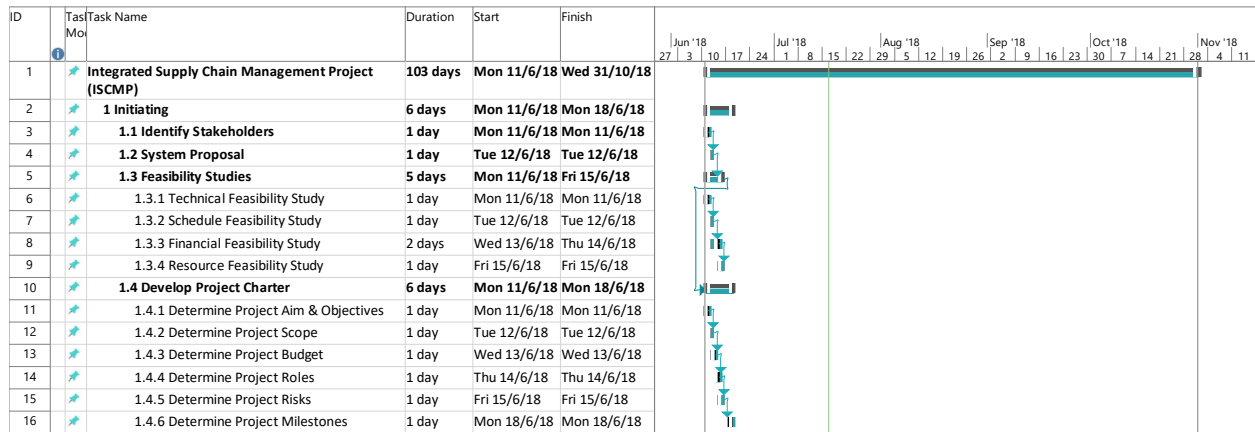 ID Task Mode Task Name Duration Start Finish
Jun '18 Jul '18 Aug '18 Sep '18 Oct '18 Nov '18
27 3 10 17 24 1 8 15 22 29 5 12 19 26 2 9 16 23 30 7 14 21 28 4 11
1 Integrated Supply Chain Management Project 103 days Mon 11/6/18 Wed 31/10/18
(ISCMP)
2 1 Initiating 6 days Mon 11/6/18 Mon 18/6/18
3 1.1 Identify Stakeholders 1 day Mon 11/6/18 Mon 11/6/18
4 1.2 System Proposal 1 day Tue 12/6/18 Tue 12/6/18
5 1.3 Feasibility Studies 5 days Mon 11/6/18 Fri 15/6/18
6 1.3.1 Technical Feasibility Study 1 day Mon 11/6/18 Mon 11/6/18
7 1.3.2 Schedule Feasibility Study 1 day Tue 12/6/18 Tue 12/6/18
8 1.3.3 Financial Feasibility Study 2 days Wed 13/6/18 Thu 14/6/18
9 1.3.4 Resource Feasibility Study 1 day Fri 15/6/18 Fri 15/6/18
10 1.4 Develop Project Charter 6 days Mon 11/6/18 Mon 18/6/18
11 1.4.1 Determine Project Aim & Objectives 1 day Mon 11/6/18 Mon 11/6/18
12 1.4.2 Determine Project Scope 1 day Tue 12/6/18 Tue 12/6/18
13 1.4.3 Determine Project Budget 1 day Wed 13/6/18 Wed 13/6/18
14 1.4.4 Determine Project Roles 1 day Thu 14/6/18 Thu 14/6/18
15 1.4.5 Determine Project Risks 1 day Fri 15/6/18 Fri 15/6/18
16 1.4.6 Determine Project Milestones 1 day Mon 18/6/18 Mon 18/6/18